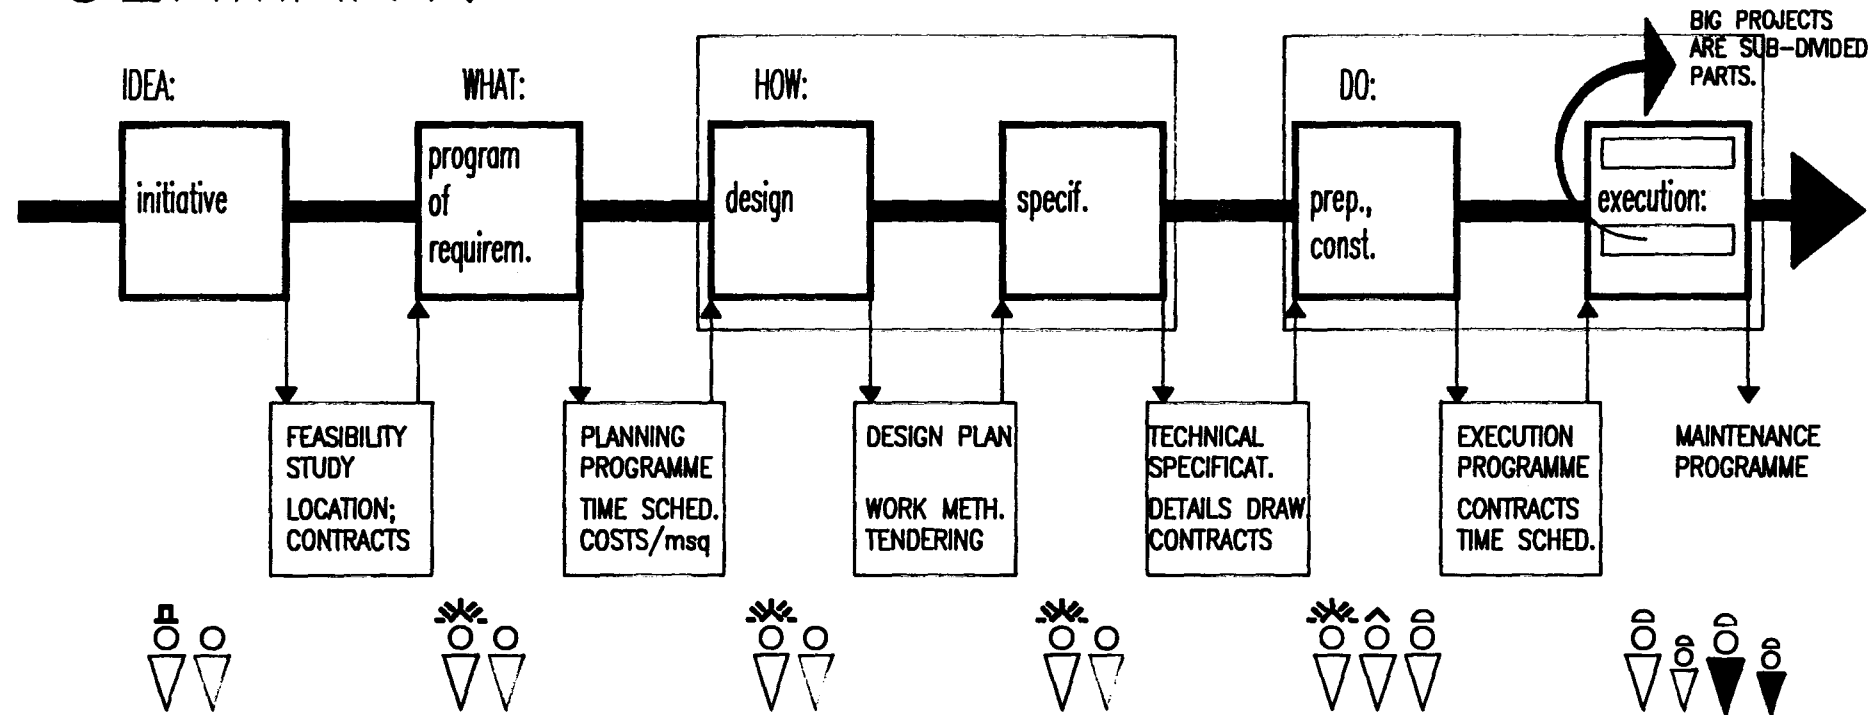 BIG PROJECTS
ARE SUB-DIVIDED
PARTS.
IDEA:
WHAT:
HOW:
DO:
initiative
program
of
requirem.
design
specif.
prep.,
const.
execution:
FEASIBILITY
STUDY
LOCATION;
CONTRACTS
PLANNING
PROGRAMME
TIME SCHED.
COSTS/msq
DESIGN PLAN
WORK METH.
TENDERING
TECHNICAL
SPECIFICAT.
DETAILS DRAW
CONTRACTS
EXECUTION
PROGRAMME
CONTRACTS
TIME SCHED.
MAINTENANCE
PROGRAMME